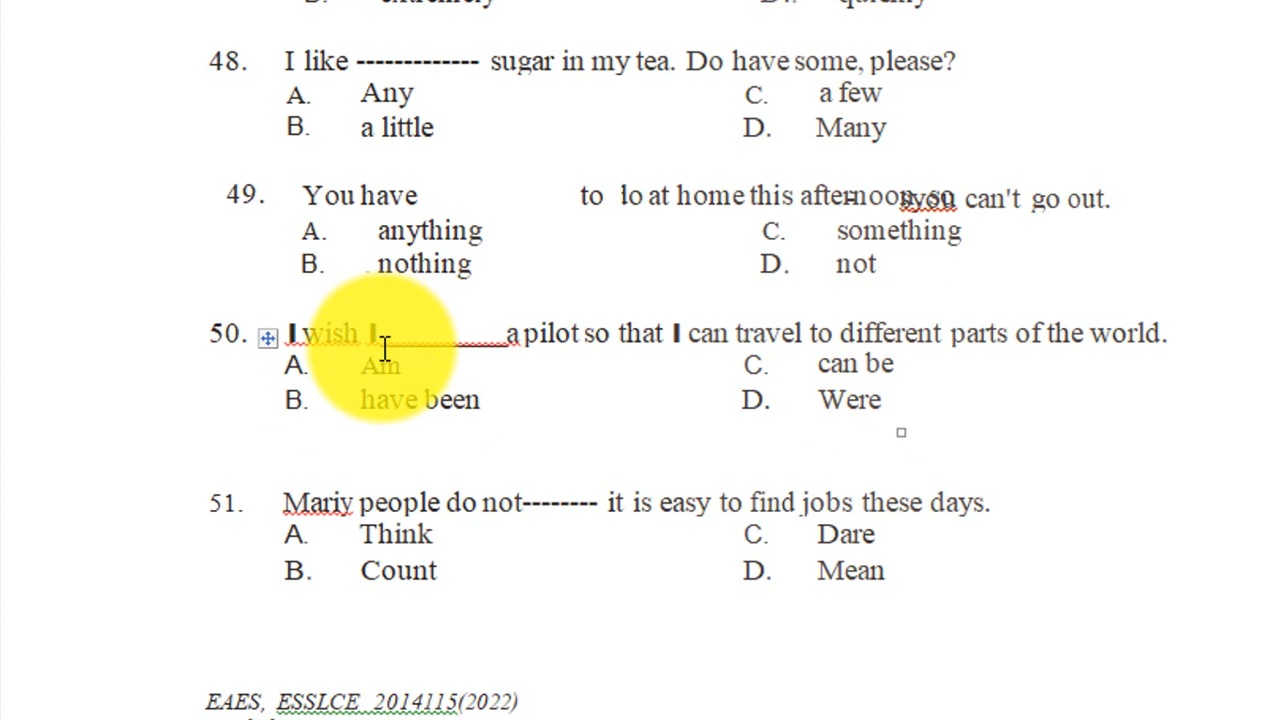 48. I like ------------- sugar in my tea. Do have some, please?
A. Any C. a few
B. a little D. Many
49. You have to lo at home this afternoon, so you can't go out.
A. anything C. something
B. nothing D. not
50. I wish I_________a pilot so that I can travel to different parts of the world.
A. Am C. can be
B. have been D. Were
51. Mariy people do not-------- it is easy to find jobs these days.
A. Think C. Dare
B. Count D. Mean
EAES, ESSLCE 2014115(2022)